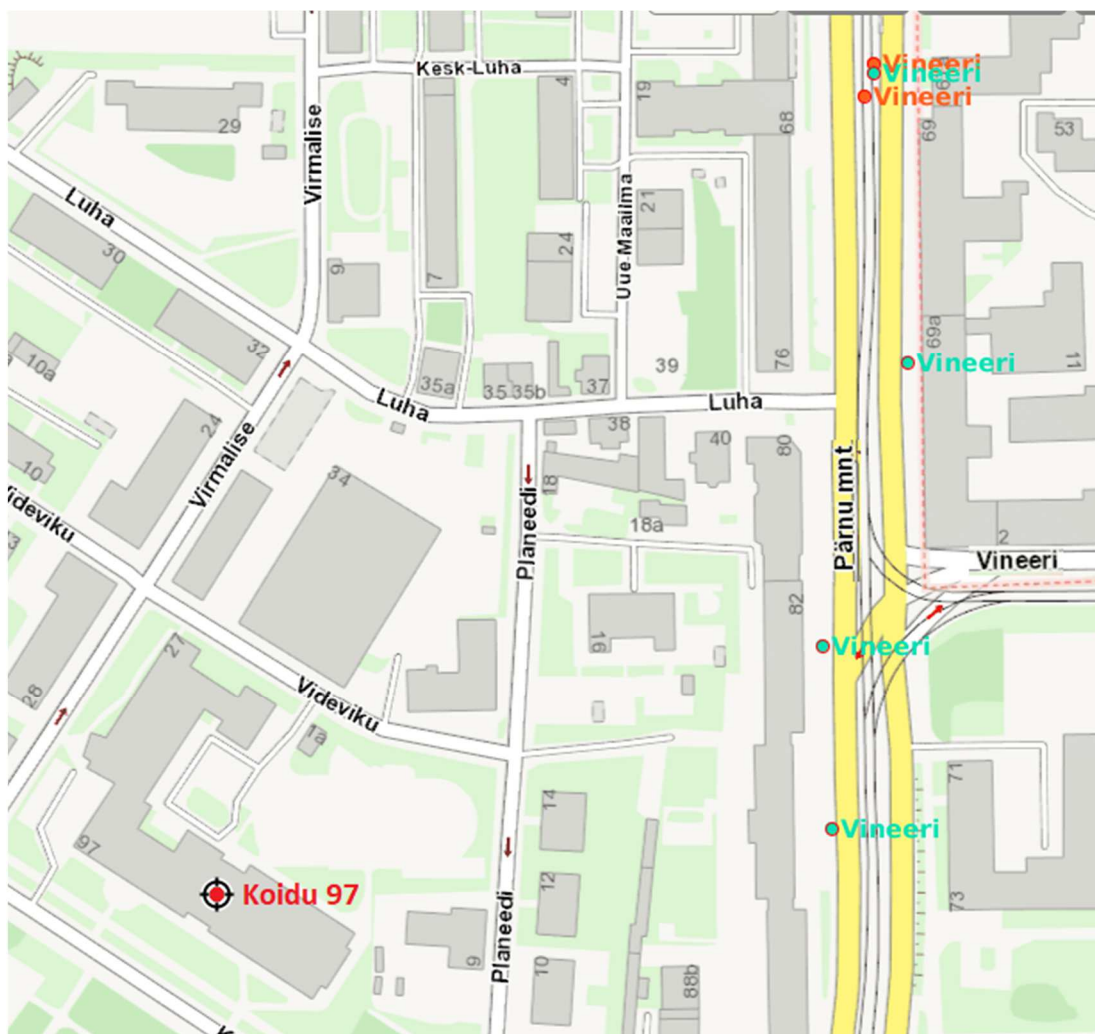 Vineeri
Vineeri
Vineeri
Kesk-Luha
4
19
68
69
53
29
Virmalise
Luha
Uue Maailma
21
30
9
7
24
32
10a
35a
35
35b
37
39
76
69a
11
Vineeri
Luha
Luha
24
Virmalise
38
40
80
10
34
18
18a
Planeedi
Pärnu mnt
2
Vineeri
Videviku
82
27
16
Vineeri
26
Videviku
1a
14
71
Vineeri
97
Koidu 97
12
73
Planeedi
9
10
88b